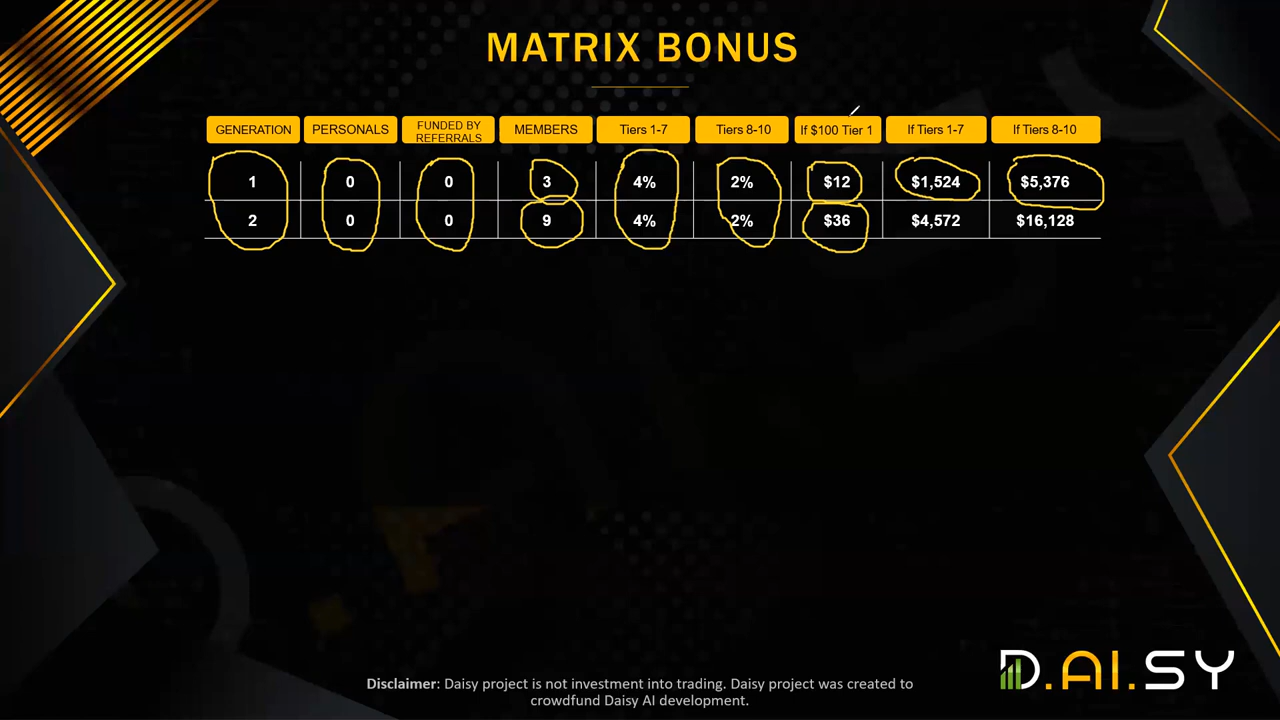 MATRIX BONUS
GENERATION PERSONALS FUNDED BY REFERRALS MEMBERS Tiers 1-7 Tiers 8-10 If $100 Tier 1 If Tiers 1-7 If Tiers 8-10
1 0 0 3 4% 2% $12 $1,524 $5,376
2 0 0 9 4% 2% $36 $4,572 $16,128
D.AI.SY
Disclaimer: Daisy project is not investment into trading. Daisy project was created to
crowdfund Daisy AI development.